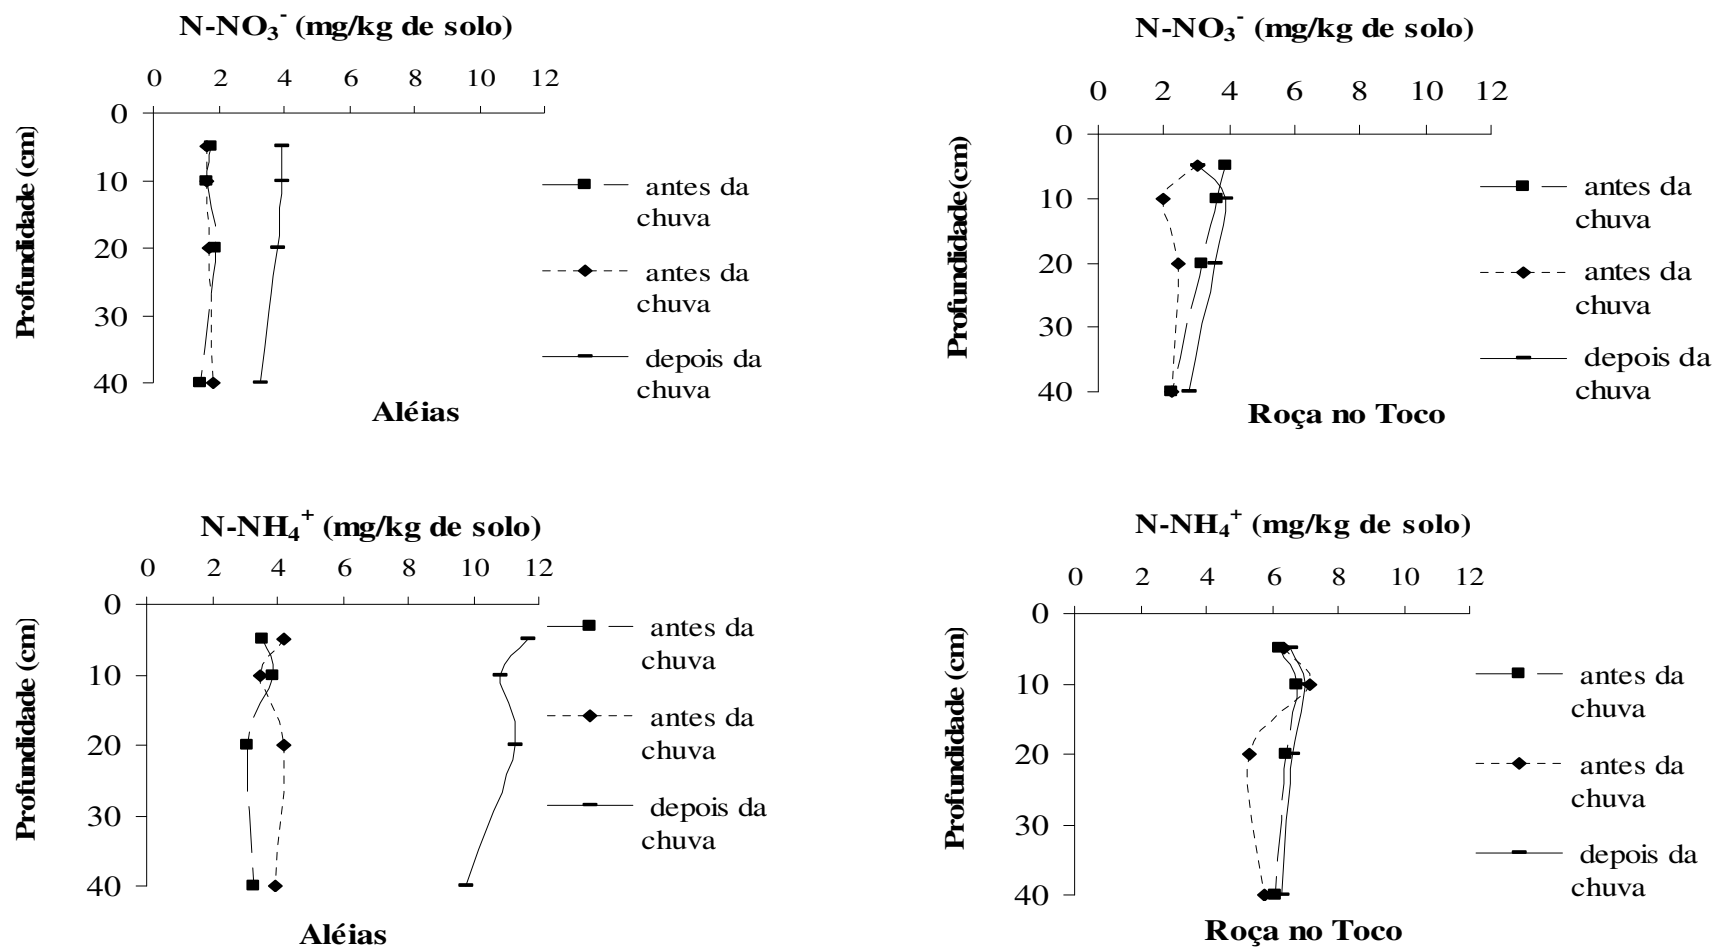 N-NO₃⁻ (mg/kg de solo)
0 2 4 6 8 10 12
0
10
20
30
40
Profundidade (cm)
antes da
chuva
antes da
chuva
depois da
chuva
Aléias
N-NO₃⁻ (mg/kg de solo)
0 2 4 6 8 10 12
0
10
20
30
40
Profundidade(cm)
antes da
chuva
antes da
chuva
depois da
chuva
Roça no Toco
N-NH₄⁺ (mg/kg de solo)
0 2 4 6 8 10 12
0
10
20
30
40
Profundidade (cm)
antes da
chuva
antes da
chuva
depois da
chuva
Aléias
N-NH₄⁺ (mg/kg de solo)
0 2 4 6 8 10 12
0
10
20
30
40
Profundidade (cm)
antes da
chuva
antes da
chuva
depois da
chuva
Roça no Toco